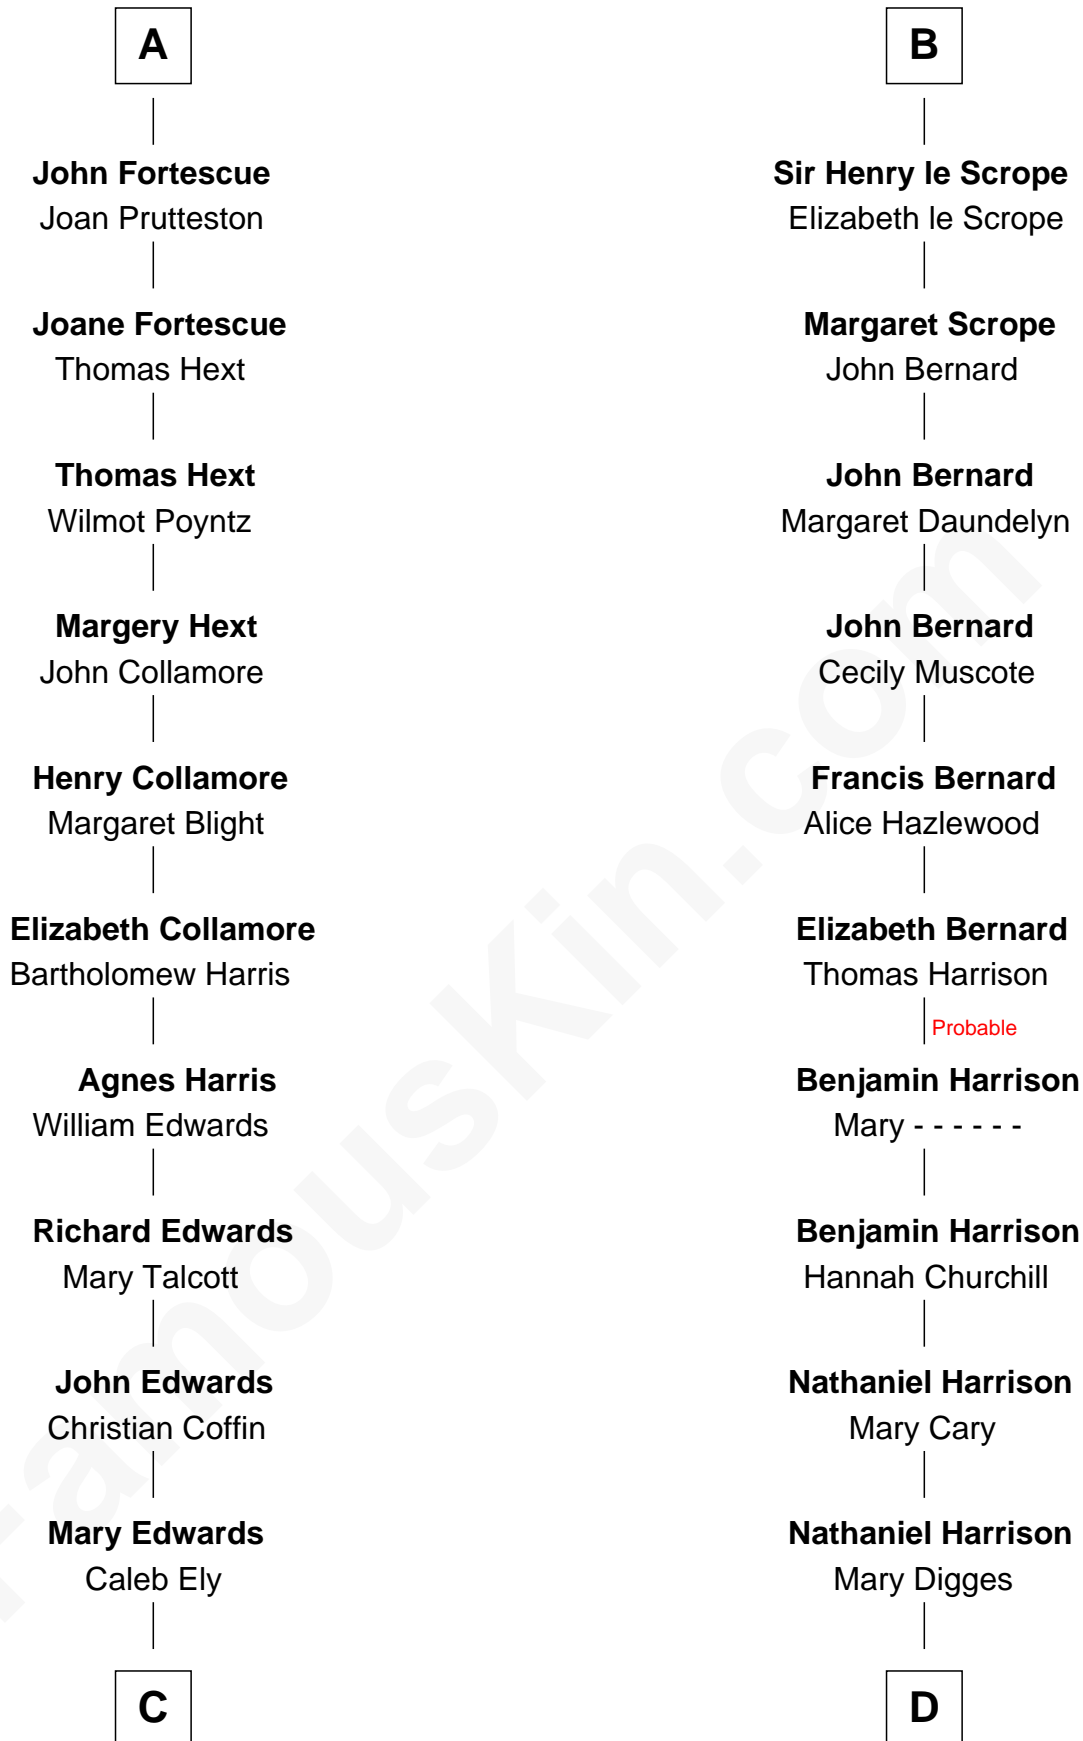 A
John Fortescue
Joan Prutteston
Joane Fortescue
Thomas Hext
Thomas Hext
Wilmot Poyntz
Margery Hext
John Collamore
Henry Collamore
Margaret Blight
Elizabeth Collamore
Bartholomew Harris
Agnes Harris
William Edwards
Richard Edwards
Mary Talcott
John Edwards
Christian Coffin
Mary Edwards
Caleb Ely
C
B
Sir Henry le Scrope
Elizabeth le Scrope
Margaret Scrope
John Bernard
John Bernard
Margaret Daundelyn
John Bernard
Cecily Muscote
Francis Bernard
Alice Hazlewood
Elizabeth Bernard
Thomas Harrison
Probable
Benjamin Harrison
Mary - - - - - -
Benjamin Harrison
Hannah Churchill
Nathaniel Harrison
Mary Cary
Nathaniel Harrison
Mary Digges
D
FamousKin.com